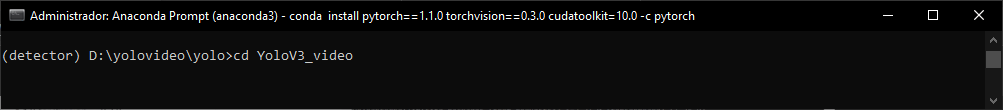 Administrador: Anaconda Prompt (anaconda3) - conda  install pytorch==1.1.0 torchvision==0.3.0 cudatoolkit=10.0 -c pytorch
(detector) D:\yolovideo\yolo>cd YoloV3_video